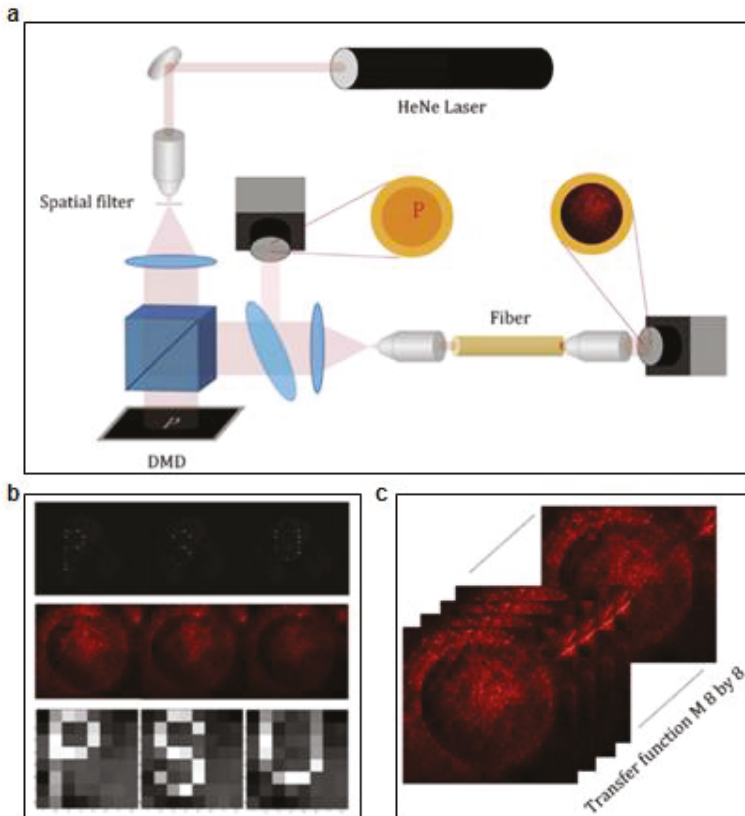 a
HeNe Laser
Spatial filter
P
Fiber
P
DMD
b
c
P S U
P S U
Transfer function M 8 by 8